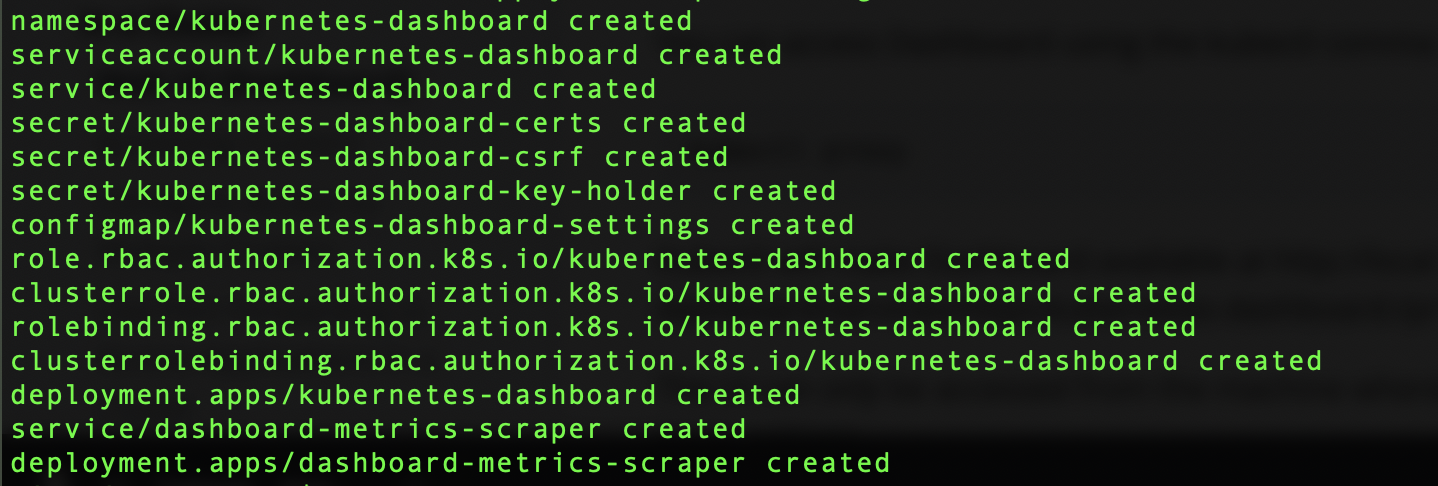 namespace/kubernetes-dashboard created
serviceaccount/kubernetes-dashboard created
service/kubernetes-dashboard created
secret/kubernetes-dashboard-certs created
secret/kubernetes-dashboard-csrf created
secret/kubernetes-dashboard-key-holder created
configmap/kubernetes-dashboard-settings created
role.rbac.authorization.k8s.io/kubernetes-dashboard created
clusterrole.rbac.authorization.k8s.io/kubernetes-dashboard created
rolebinding.rbac.authorization.k8s.io/kubernetes-dashboard created
clusterrolebinding.rbac.authorization.k8s.io/kubernetes-dashboard created
deployment.apps/kubernetes-dashboard created
service/dashboard-metrics-scraper created
deployment.apps/dashboard-metrics-scraper created